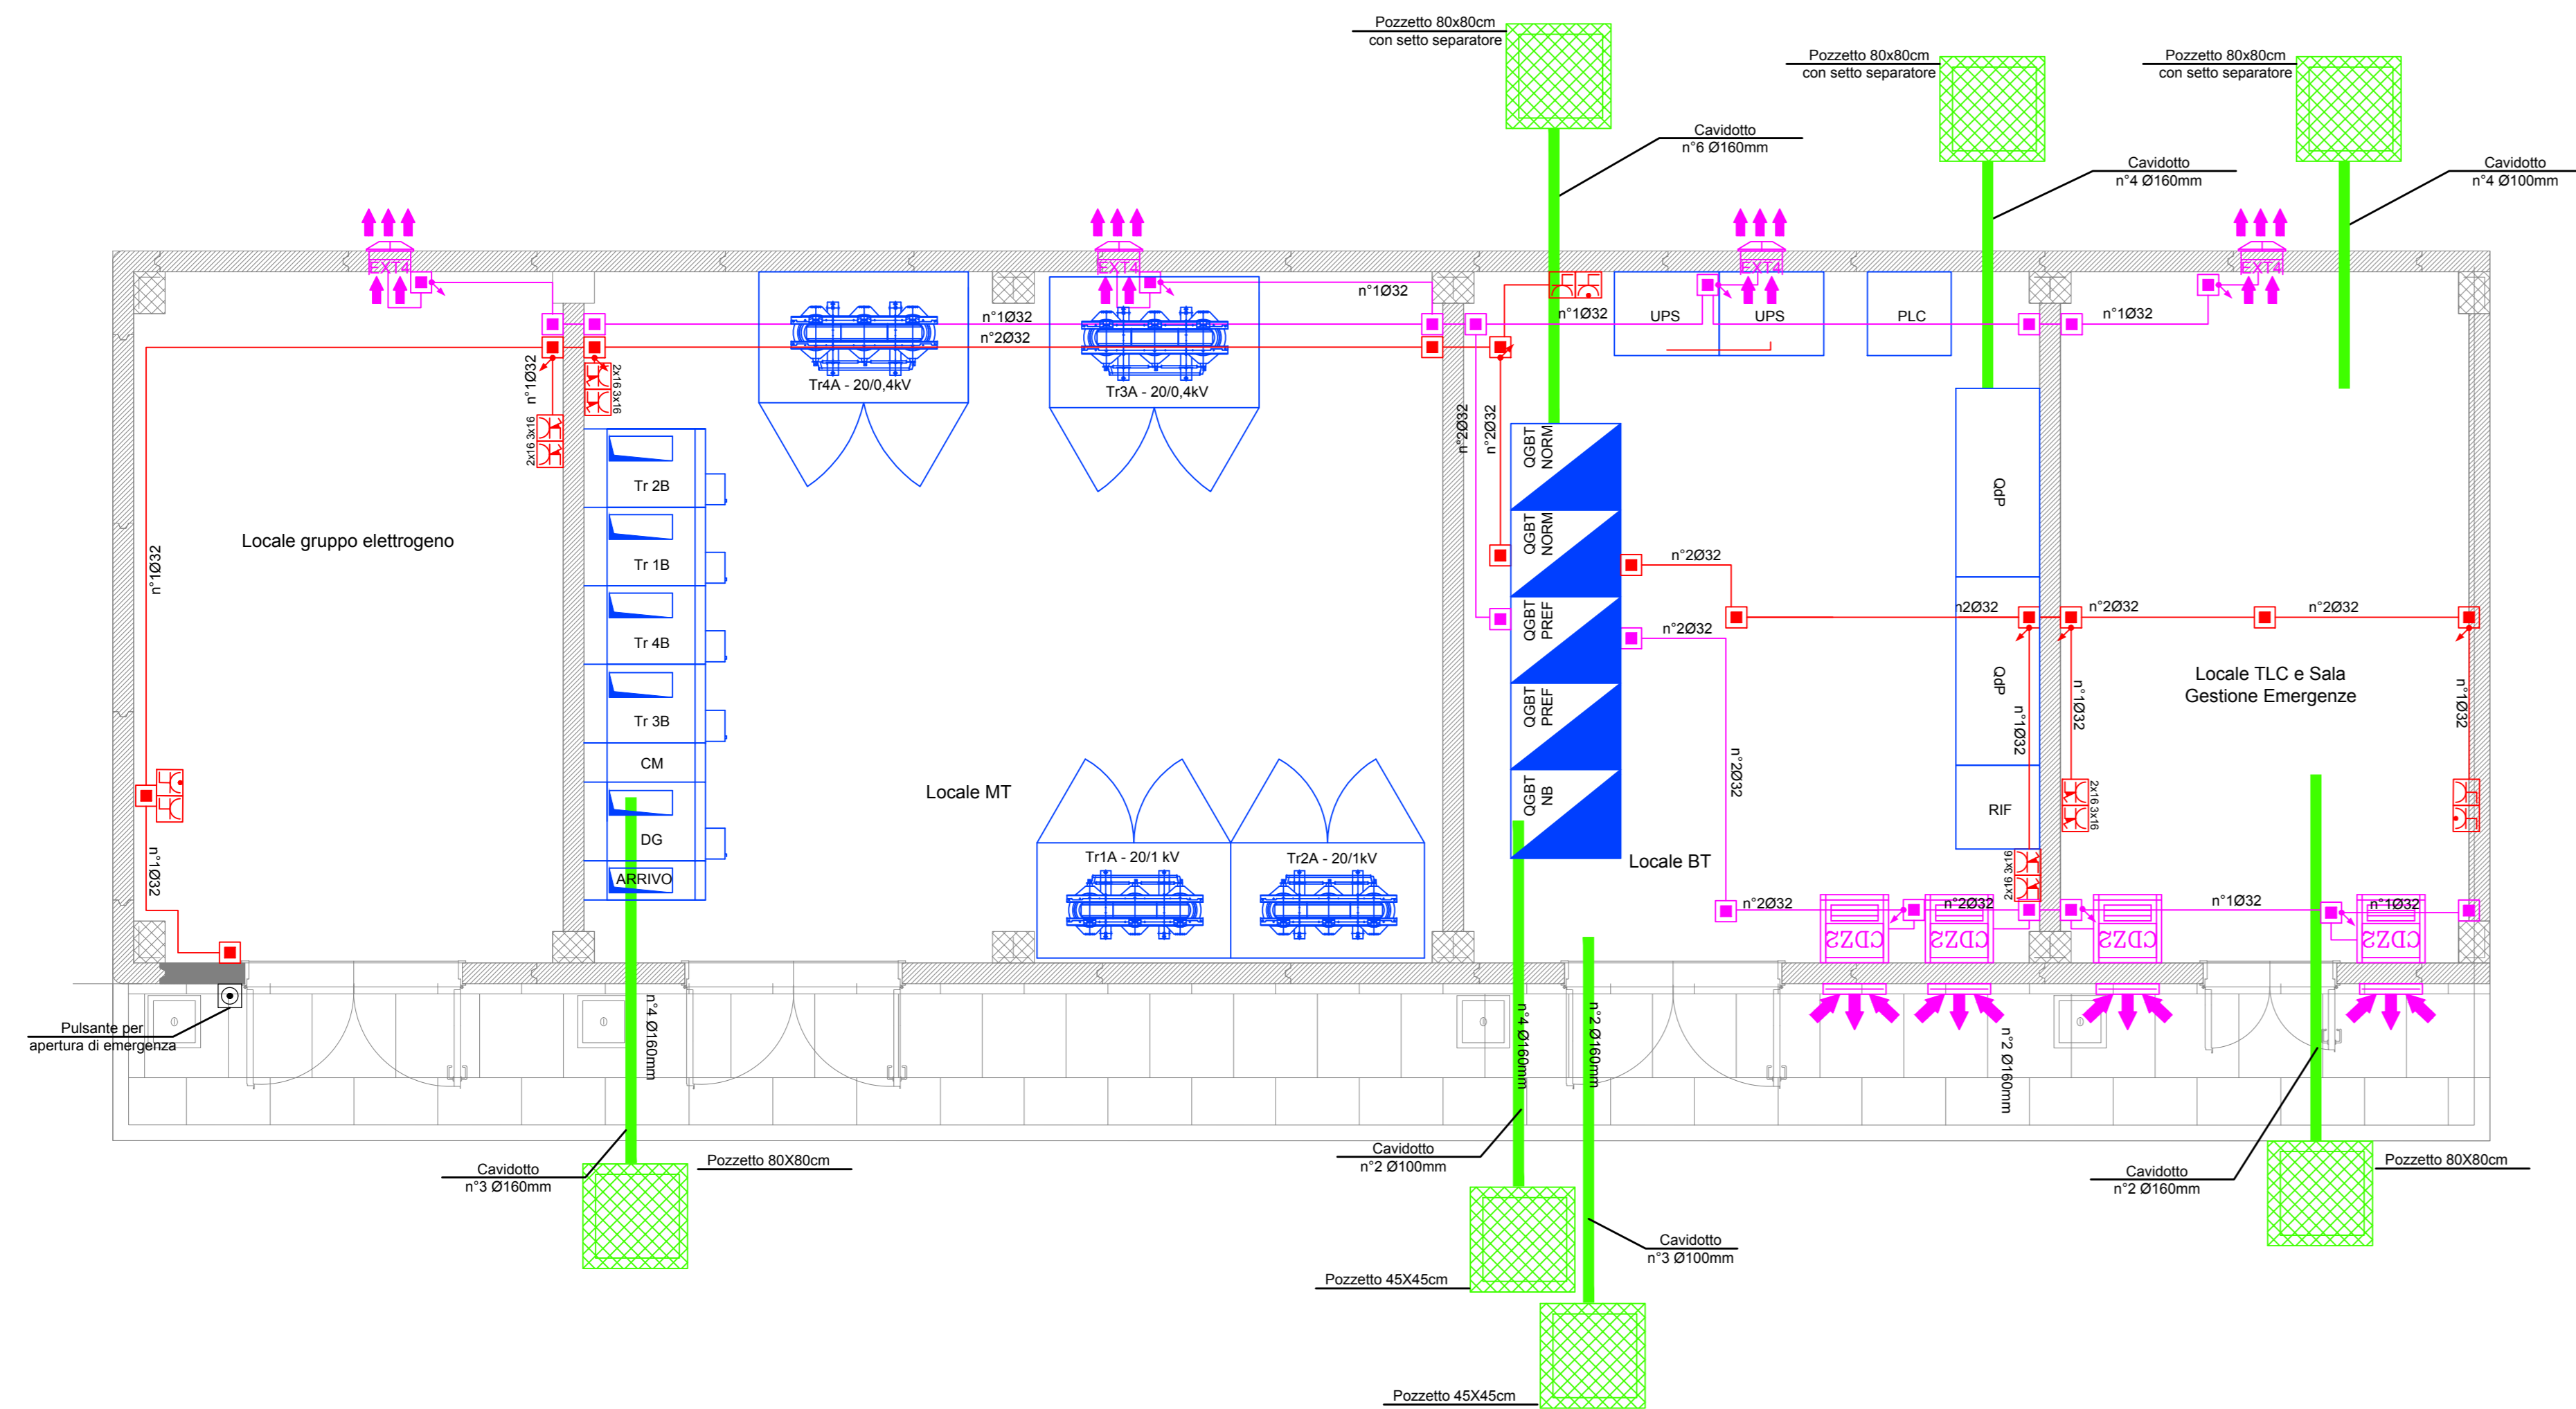 Pozzetto 80x80cm
con setto separatore
Pozzetto 80x80cm
con setto separatore
Pozzetto 80x80cm
con setto separatore
Cavidotto
n°6 Ø160mm
Cavidotto
n°4 Ø160mm
Cavidotto
n°4 Ø100mm
EXT4
EXT4
EXT4
EXT4
n°1Ø32
n°1Ø32
n°1Ø32
n°1Ø32
n°2Ø32
UPS
UPS
PLC
Tr4A - 20/0,4kV
Tr3A - 20/0,4kV
n°1Ø32
2x16 3x16
2x16 3x16
n°2Ø32
n°2Ø32
QGBT
NORM
QGBT
NORM
QGBT
PREF
QGBT
PREF
QGBT
NB
Tr 2B
Tr 1B
Tr 4B
Tr 3B
CM
DG
ARRIVO
Locale gruppo elettrogeno
n°1Ø32
n°1Ø32
Locale MT
Tr1A - 20/1 kV
Tr2A - 20/1kV
Locale BT
n°2Ø32
n°2Ø32
n°2Ø32
QdP
QdP
RIF
n2Ø32
n°2Ø32
n°2Ø32
n°1Ø32
n°1Ø32
n°1Ø32
Locale TLC e Sala
Gestione Emergenze
2x16 3x16
2x16 3x16
n°2Ø32
n°2Ø32
n°1Ø32
n°1Ø32
CDZS
CDZS
CDZS
CDZS
Pulsante per
apertura di emergenza
n°4 Ø160mm
n°4 Ø160mm
n°2 Ø160mm
n°2 Ø160mm
Cavidotto
n°3 Ø160mm
Pozzetto 80X80cm
Cavidotto
n°2 Ø100mm
Cavidotto
n°2 Ø160mm
Pozzetto 80X80cm
Cavidotto
n°3 Ø100mm
Pozzetto 45X45cm
Pozzetto 45X45cm